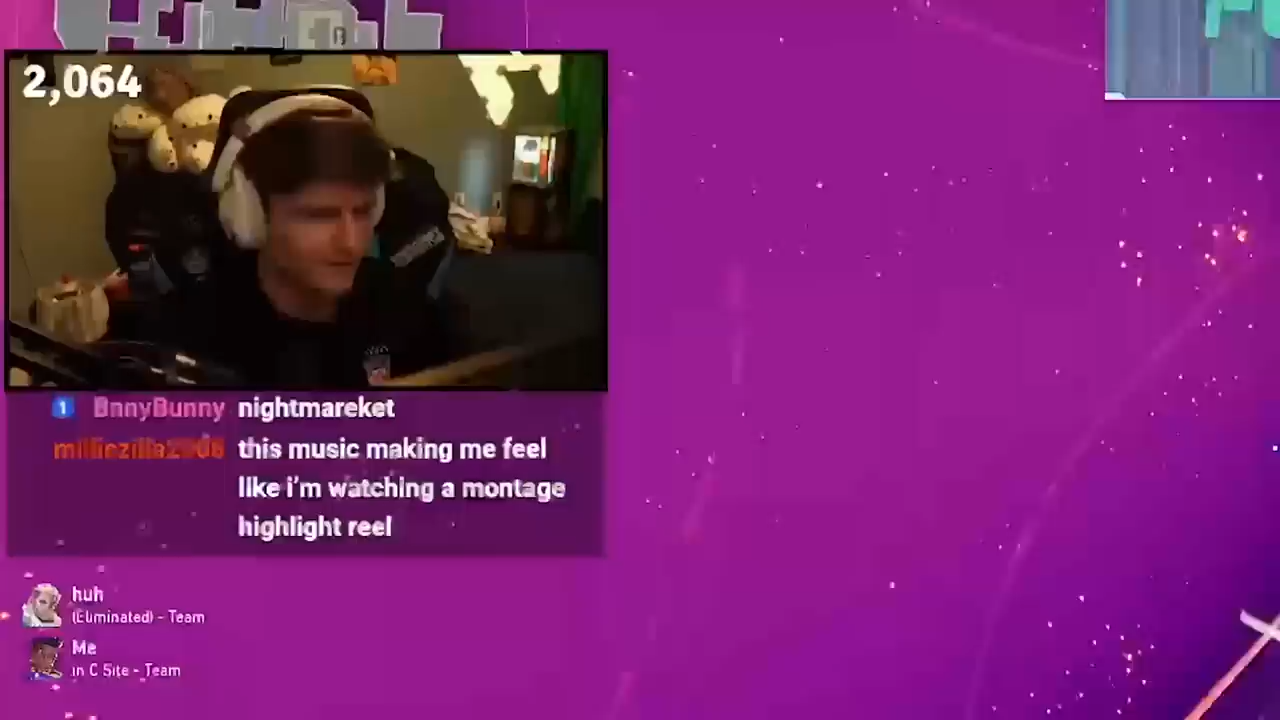 2,064
BnnyBunny nightmareket
this music making me feel
like i'm watching a montage
highlight reel
huh
(Eliminated) - Team
Me
in C Site - Team